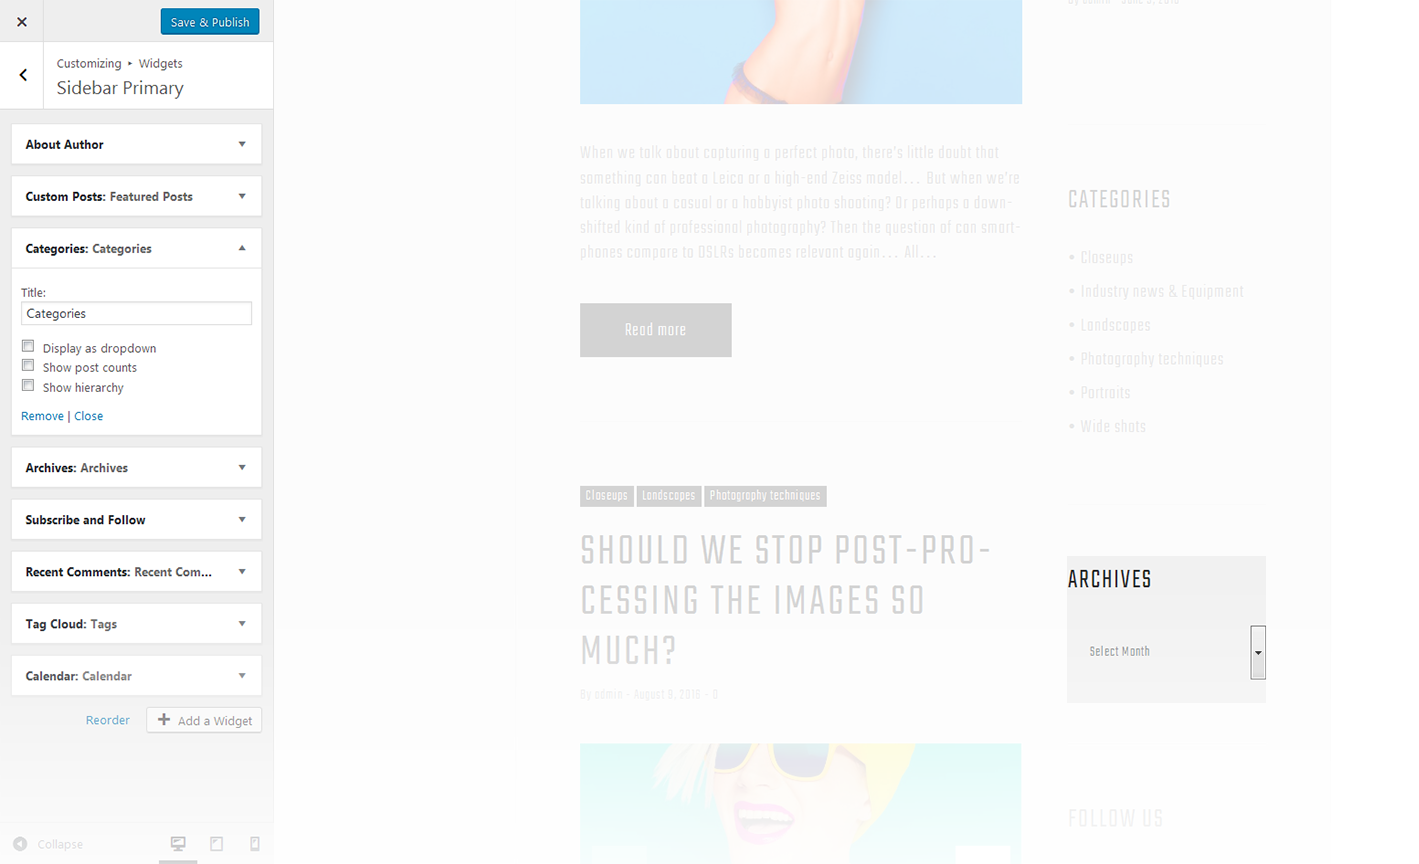 Save & Publish
Customizing ▸ Widgets
Sidebar Primary
About Author
Custom Posts: Featured Posts
Categories: Categories
Title:
Categories
Display as dropdown
Show post counts
Show hierarchy
Remove | Close
Archives: Archives
Subscribe and Follow
Recent Comments: Recent Com...
Tag Cloud: Tags
Calendar: Calendar
Reorder
Add a Widget
Collapse
When we talk about capturing a perfect photo, there's little doubt that
something can beat a Leica or a high-end Zeiss model… But when we're
talking about a casual or a hobbyist photo shooting? Or perhaps a down-
shifted kind of professional photography? Then the question of can smart-
phones compare to DSLRs becomes relevant again… All…
Read more
Closeups Landscapes Photography techniques
SHOULD WE STOP POST-PRO-
CESSING THE IMAGES SO
MUCH?
By admin - August 8, 2016 - 0
CATEGORIES
• Closeups
• Industry news & Equipment
• Landscapes
• Photography techniques
• Portraits
• Wide shots
ARCHIVES
Select Month
FOLLOW US